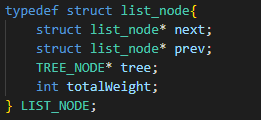 typedef struct list_node{
    struct list_node* next;
    struct list_node* prev;
    TREE_NODE* tree;
    int totalWeight;
} LIST_NODE;